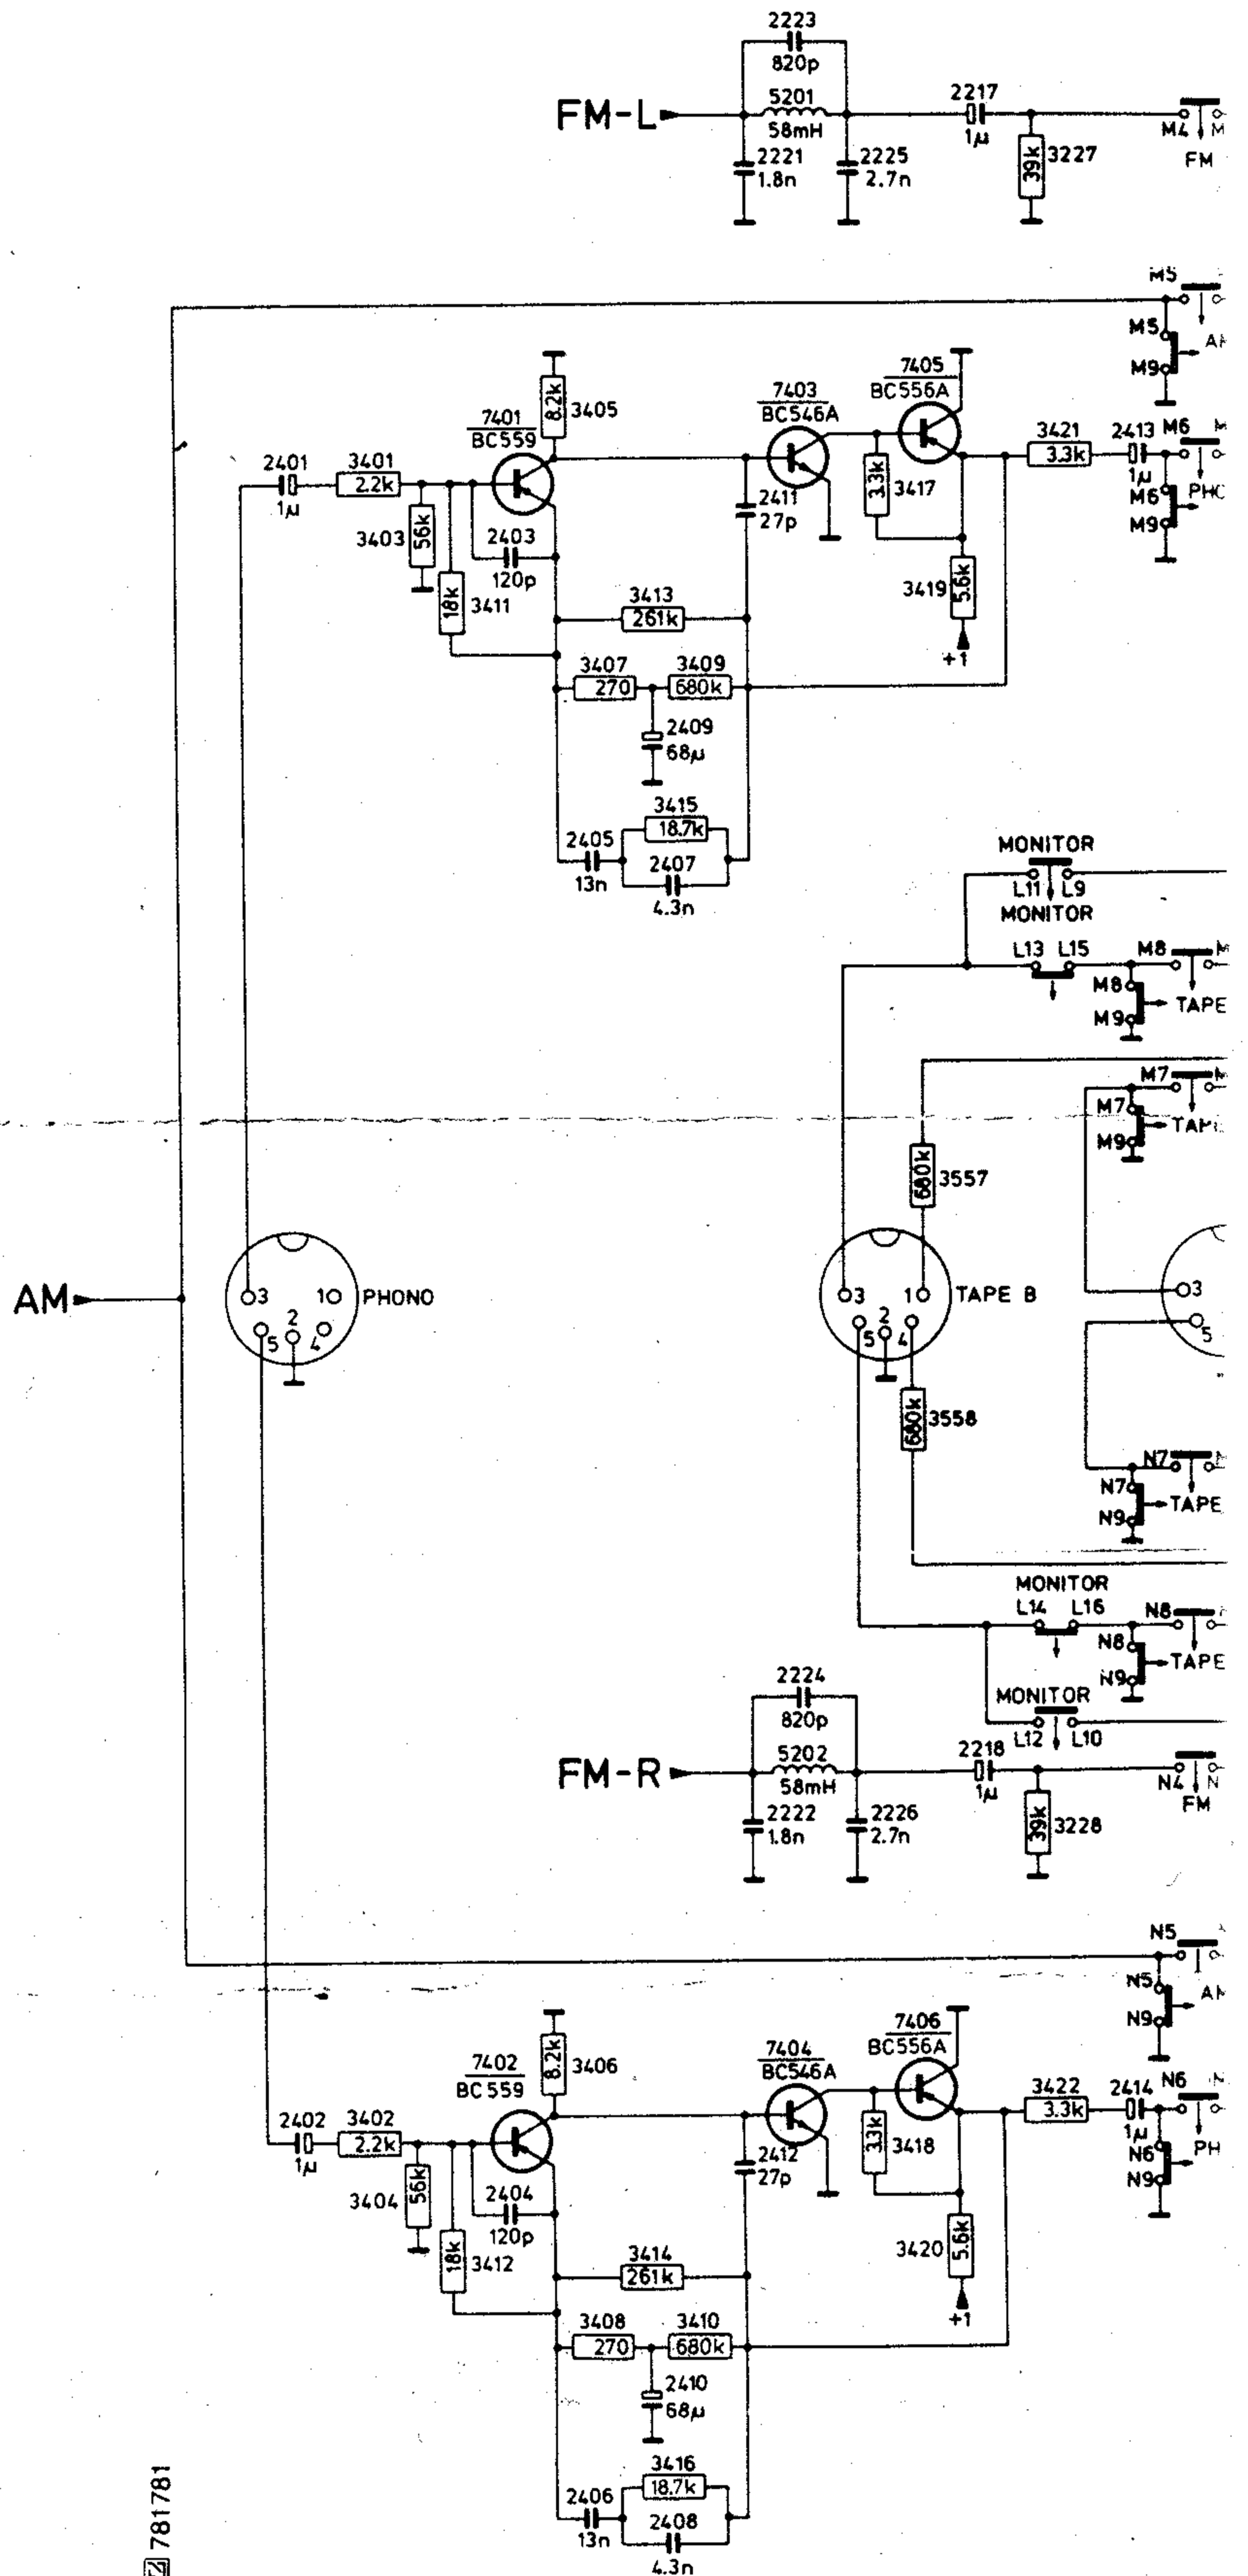 2223
820p
FM-L
5201
58mH
2217
1µ
M4
M
FM
2221
1.8n
2225
2.7n
39k
3227
M5
M5
M9
7405
BC556A
8.2k
3405
7403
BC546A
7401
BC559
3421
3.3k
2413
1µ
M6
M
2401
1µ
3401
2.2k
3.3k
3417
2411
27p
M6
M9
3403
56k
2403
120p
3419
5.6k
18k
3411
3413
261k
+1
3407
270
3409
680k
2409
68µ
3415
18.7k
2405
13n
2407
4.3n
MONITOR
L11
L9
MONITOR
L13
L15
M8
M8
M9
TAPE
M7
M7
M9
680k
3557
AM
3
1
PHONO
5
2
4
3
1
TAPE B
5
2
4
3
5
680k
3558
N7
N7
N9
TAPE
MONITOR
L14
L16
N8
N8
N9
TAPE
MONITOR
L12
L10
2224
820p
FM-R
5202
58mH
2218
1µ
N4
N
FM
2222
1.8n
2226
2.7n
39k
3228
N5
N5
N9
7406
BC556A
8.2k
3406
7404
BC546A
7402
BC559
3422
3.3k
2414
1µ
N6
2402
1µ
3402
2.2k
3418
2412
27p
N6
N9
PH
3404
56k
2404
120p
3420
5.6k
18k
3412
3414
261k
+1
3408
270
3410
680k
2410
68µ
3416
18.7k
2406
13n
2408
4.3n
781781